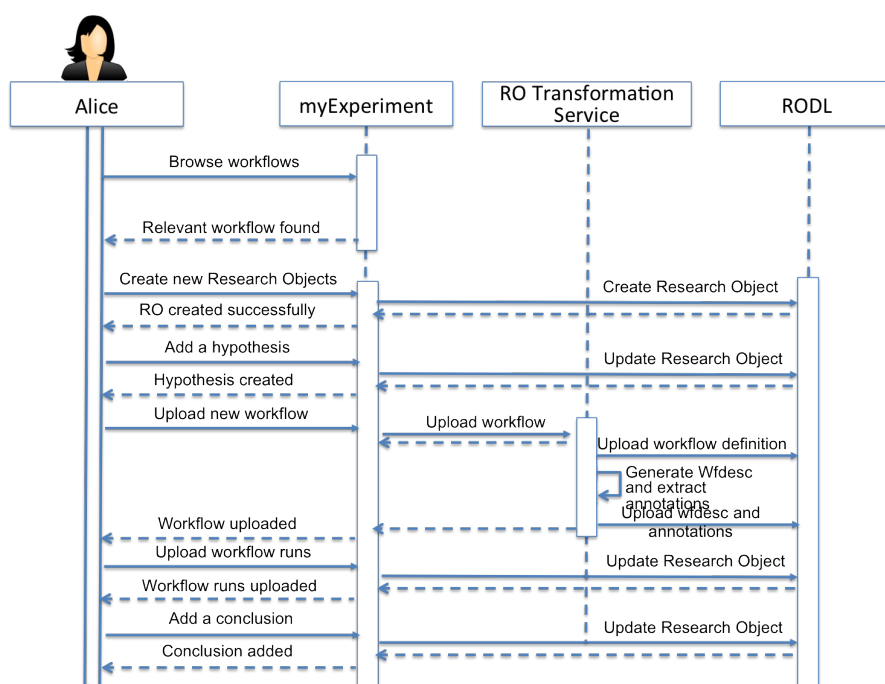 Alice
myExperiment
RO Transformation
Service
RODL
Browse workflows
Relevant workflow found
Create new Research Objects
Create Research Object
RO created successfully
Add a hypothesis
Update Research Object
Hypothesis created
Upload new workflow
Upload workflow
Upload workflow definition
Generate Wfdesc
and extract
annotations
Upload wfdesc and
annotations
Workflow uploaded
Upload workflow runs
Update Research Object
Workflow runs uploaded
Add a conclusion
Update Research Object
Conclusion added